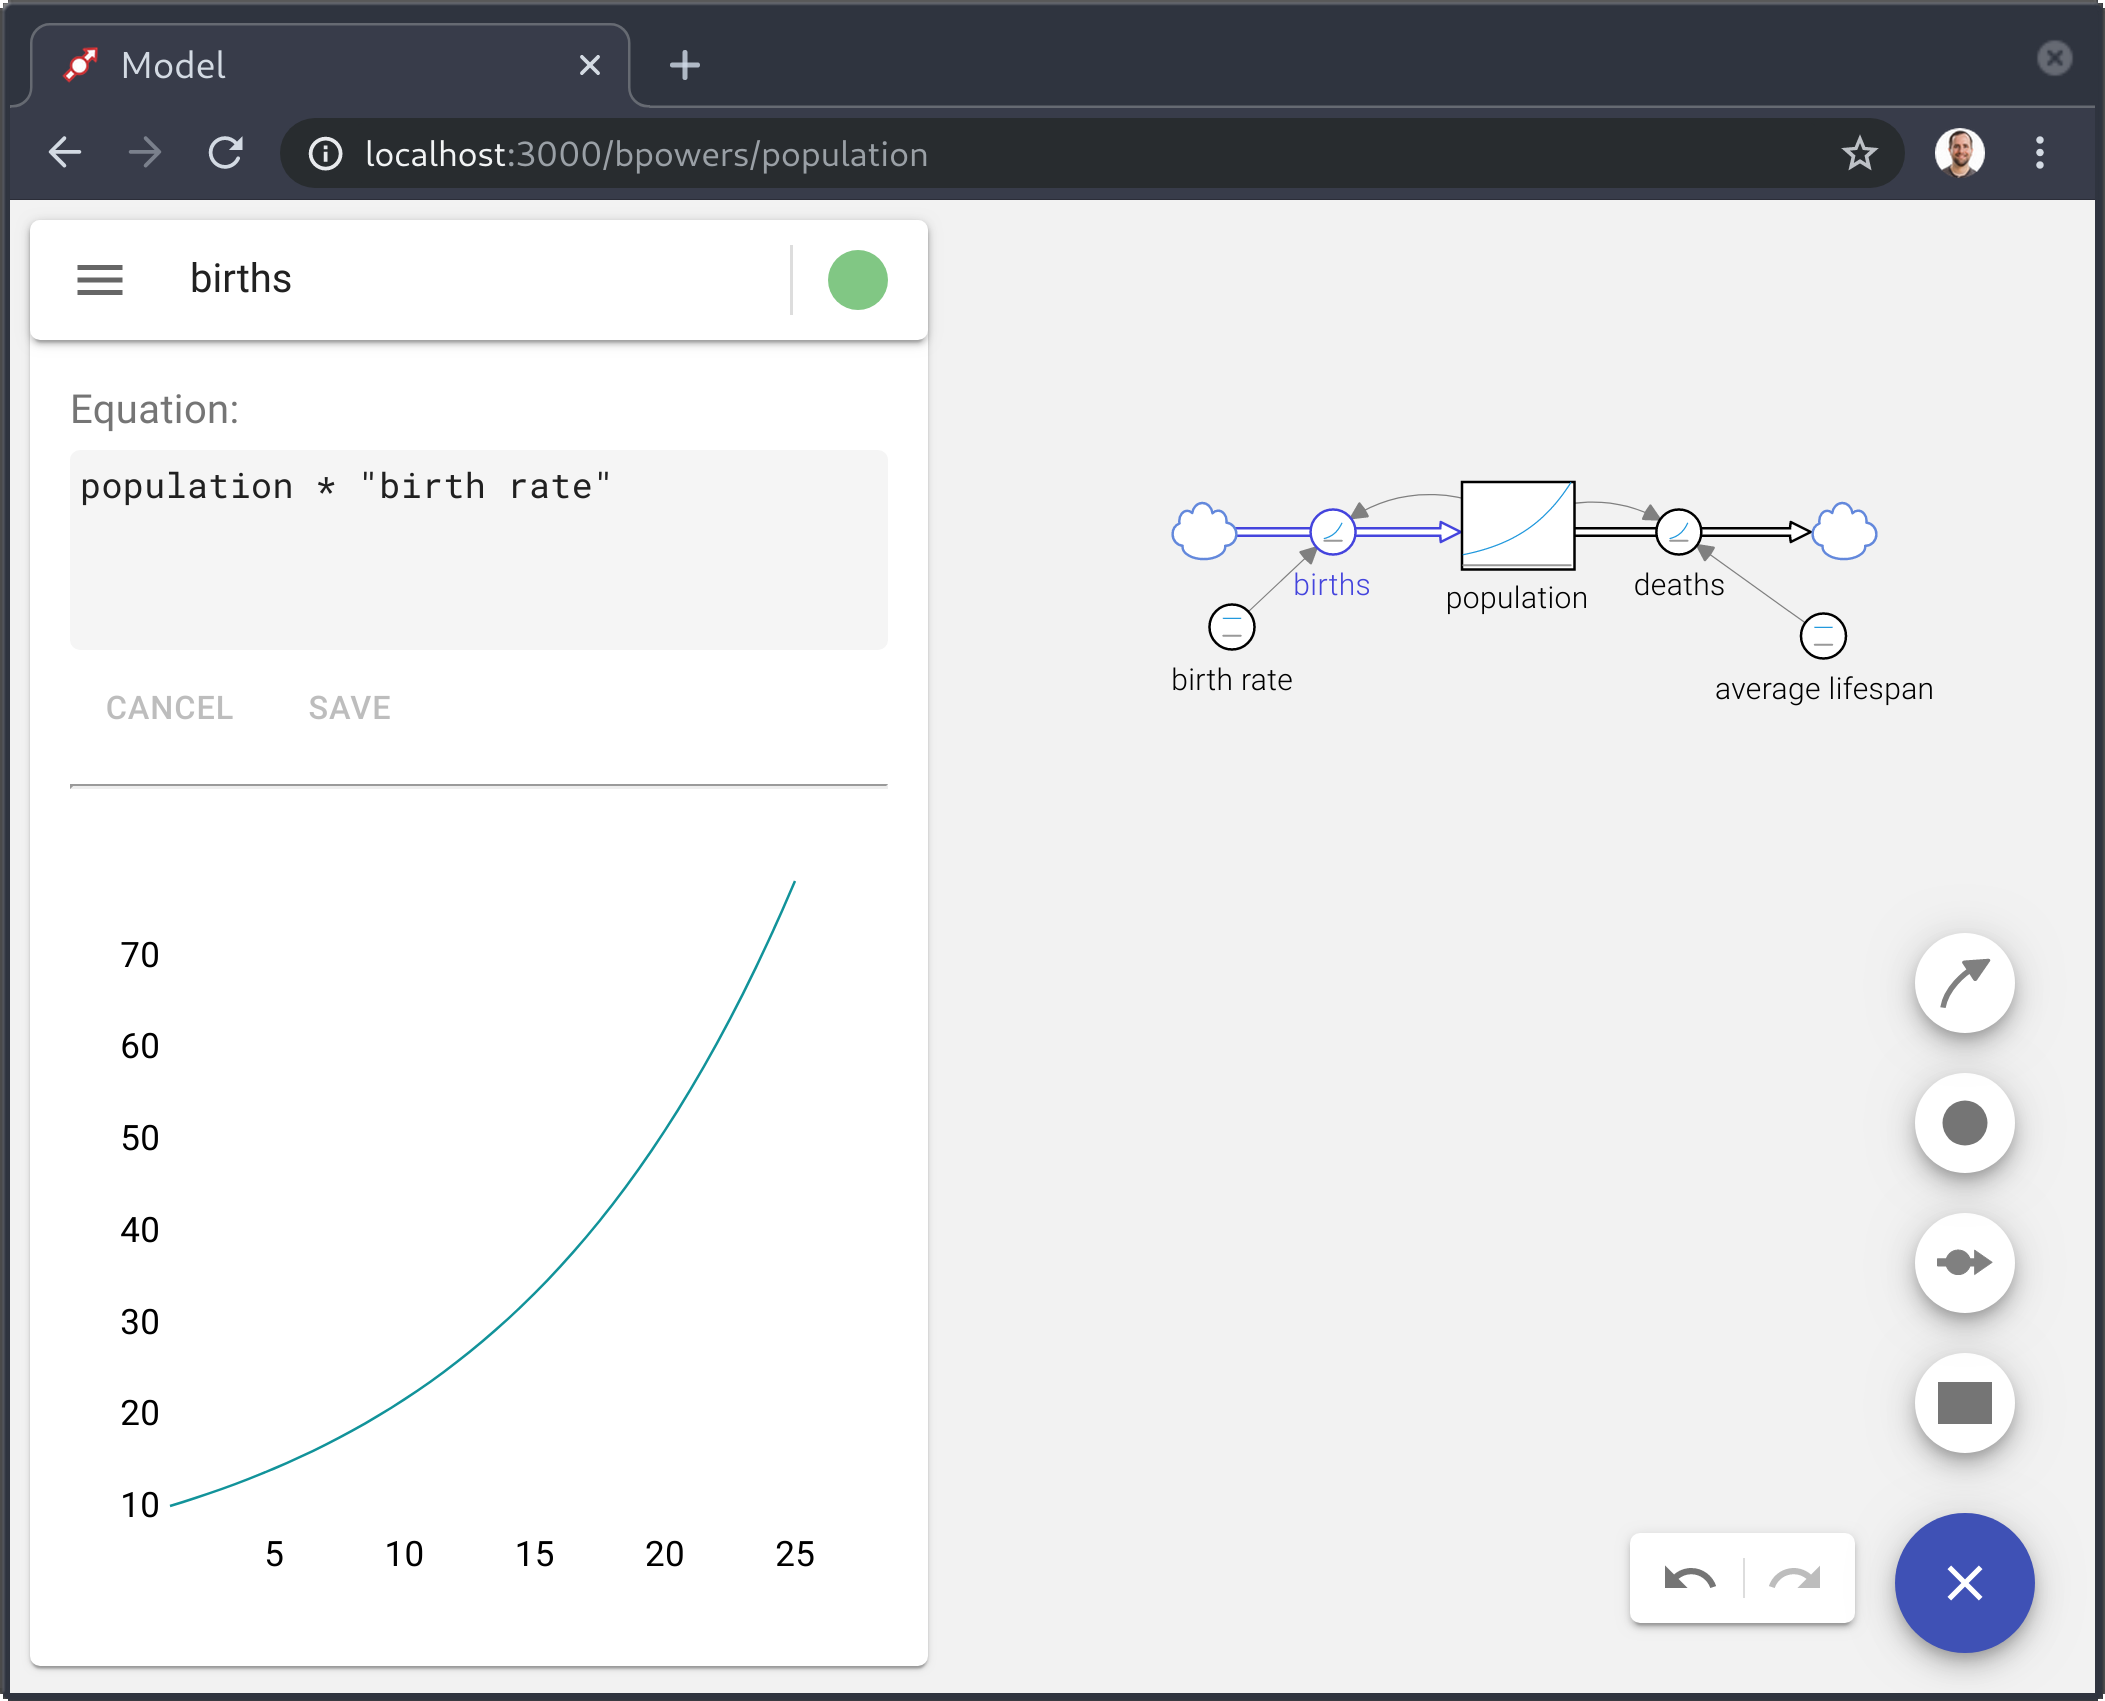 Model
localhost:3000/bpowers/population
births
Equation:
population * "birth rate"
CANCEL SAVE
70
60
50
40
30
20
10
5 10 15 20 25
births
population
deaths
birth rate
average lifespan